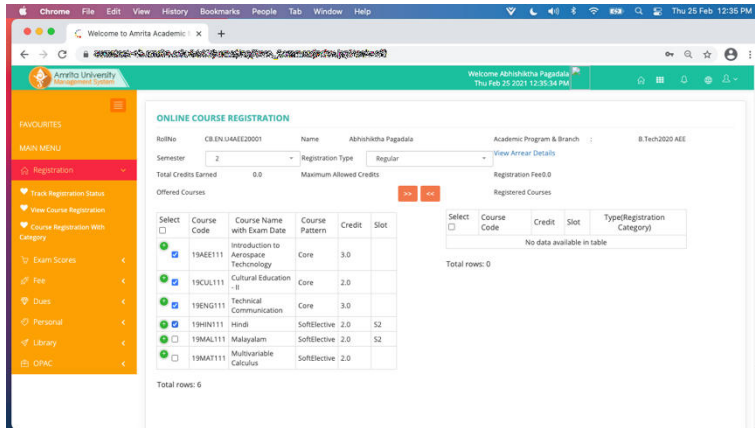 Chrome File Edit View History Bookmarks People Tab Window Help Thu 25 Feb 12:35 PM
Welcome to Amrita Academic
Amrita University
Management System
Welcome Abhishiktha Pagadala
Thu Feb 25 2021 12:35:34 PM
FAVOURITES
MAIN MENU
Registration
Track Registration Status
View Course Registration
Course Registration With
Category
Exam Scores
Fee
Dues
Personal
Library
OPAC
ONLINE COURSE REGISTRATION
RollNo CB.EN.U4AEE20001 Name Abhishiktha Pagadala Academic Program & Branch : B.Tech2020 AEE
Semester 2 Registration Type Regular View Arrear Details
Total Credits Earned 0.0 Maximum Allowed Credits Registration Fee0.0
Offered Courses >> << Registered Courses
Select Course Code Course Name with Exam Date Course Pattern Credit Slot
19AEE111 Introduction to Aerospace Techcnology Core 3.0
19CUL111 Cultural Education - II Core 2.0
19ENG111 Technical Communication Core 3.0
19HIN111 Hindi SoftElective 2.0 S2
19MAL111 Malayalam SoftElective 2.0 S2
19MAT111 Multivariable Calculus SoftElective 2.0
Total rows: 6
Select Course Code Credit Slot Type(Registration Category)
No data available in table
Total rows: 0